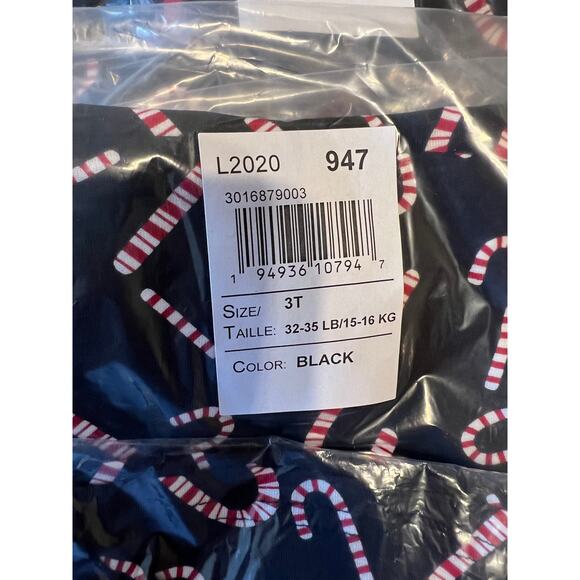 L2020 947
3016879003
1 94936 10794 7
SIZE/ 3T
TAILLE: 32-35 LB/15-16 KG
COLOR: BLACK